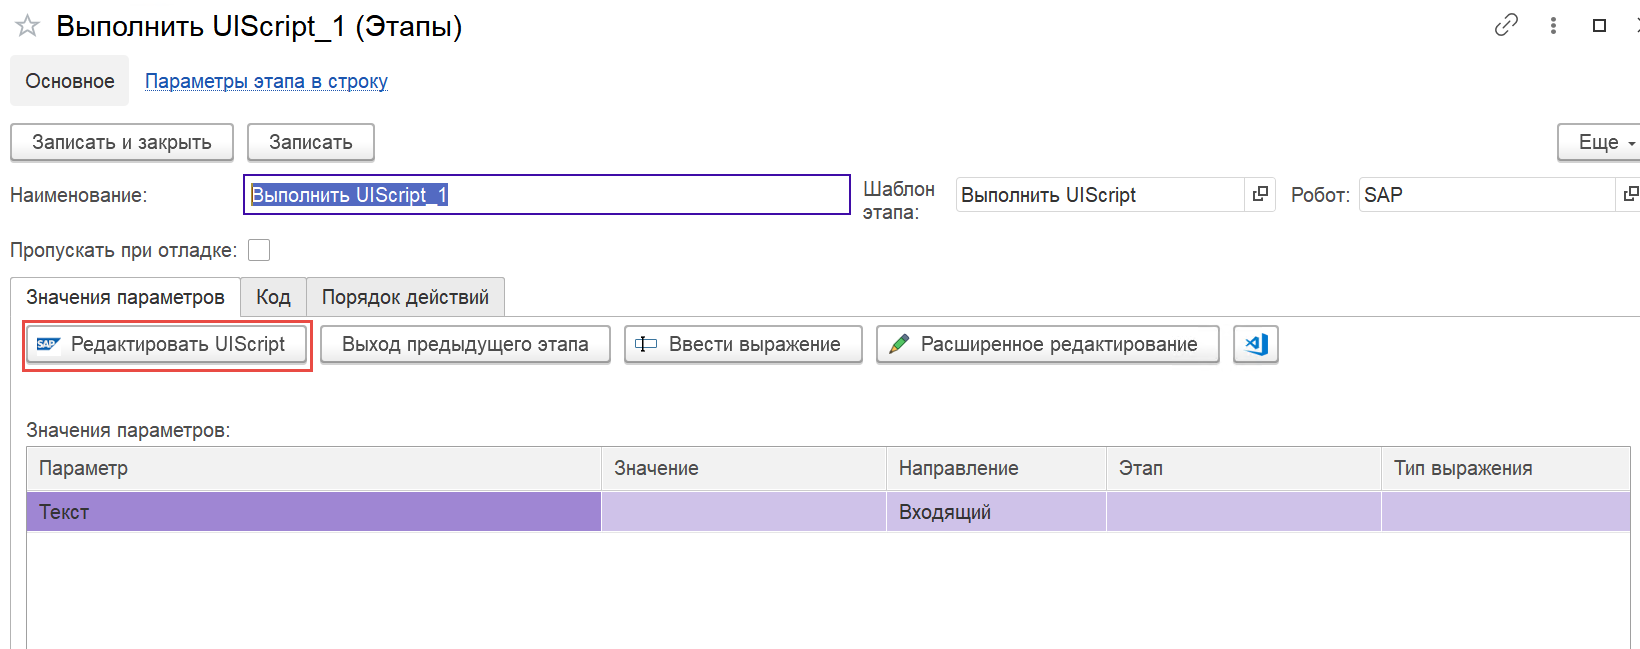 Выполнить UIScript_1 (Этапы)
Основное Параметры этапа в строку
Записать и закрыть Записать Еще
Наименование: Выполнить UIScript_1 Шаблон этапа: Выполнить UIScript Робот: SAP
Пропускать при отладке:
Значения параметров Код Порядок действий
SAP Редактировать UIScript Выход предыдущего этапа Ввести выражение Расширенное редактирование
Значения параметров:
Параметр Значение Направление Этап Тип выражения
Текст Входящий